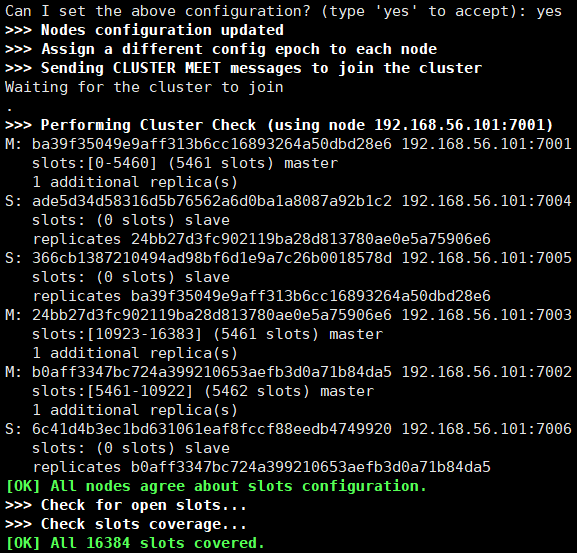 Can I set the above configuration? (type 'yes' to accept): yes
>>> Nodes configuration updated
>>> Assign a different config epoch to each node
>>> Sending CLUSTER MEET messages to join the cluster
Waiting for the cluster to join
.
>>> Performing Cluster Check (using node 192.168.56.101:7001)
M: ba39f35049e9aff313b6cc16893264a50dbd28e6 192.168.56.101:7001
   slots:[0-5460] (5461 slots) master
   1 additional replica(s)
S: ade5d34d58316d5b76562a6d0ba1a8087a92b1c2 192.168.56.101:7004
   slots: (0 slots) slave
   replicates 24bb27d3fc902119ba28d813780ae0e5a75906e6
S: 366cb1387210494ad98bf6d1e9a7c26b0018578d 192.168.56.101:7005
   slots: (0 slots) slave
   replicates ba39f35049e9aff313b6cc16893264a50dbd28e6
M: 24bb27d3fc902119ba28d813780ae0e5a75906e6 192.168.56.101:7003
   slots:[10923-16383] (5461 slots) master
   1 additional replica(s)
M: b0aff3347bc724a399210653aefb3d0a71b84da5 192.168.56.101:7002
   slots:[5461-10922] (5462 slots) master
   1 additional replica(s)
S: 6c41d4b3ec1bd631061eaf8fccf88eedb4749920 192.168.56.101:7006
   slots: (0 slots) slave
   replicates b0aff3347bc724a399210653aefb3d0a71b84da5
[OK] All nodes agree about slots configuration.
>>> Check for open slots...
>>> Check slots coverage...
[OK] All 16384 slots covered.